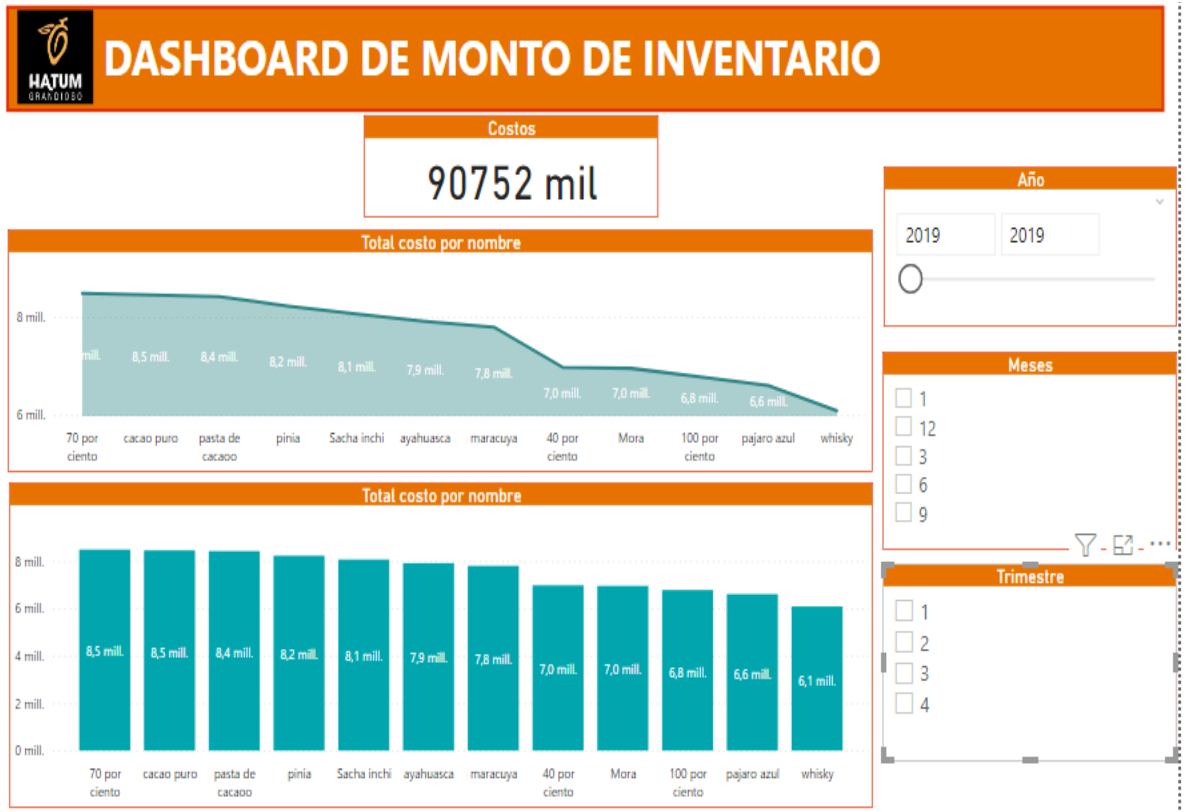 HATUM
GRANDIOSO
DASHBOARD DE MONTO DE INVENTARIO
Costos
90752 mil
Total costo por nombre
8 mill.
6 mill.
mill.
8,5 mill.
8,4 mill.
8,2 mill.
8,1 mill.
7,9 mill.
7,8 mill.
7,0 mill.
7,0 mill.
6,8 mill.
6,6 mill.
70 por ciento
cacao puro
pasta de cacaoo
pinia
Sacha inchi
ayahuasca
maracuya
40 por ciento
Mora
100 por ciento
pajaro azul
whisky
Total costo por nombre
8 mill.
6 mill.
4 mill.
2 mill.
0 mill.
8,5 mill.
8,5 mill.
8,4 mill.
8,2 mill.
8,1 mill.
7,9 mill.
7,8 mill.
7,0 mill.
7,0 mill.
6,8 mill.
6,6 mill.
6,1 mill.
70 por ciento
cacao puro
pasta de cacaoo
pinia
Sacha inchi
ayahuasca
maracuya
40 por ciento
Mora
100 por ciento
pajaro azul
whisky
Año
2019
2019
Meses
1
12
3
6
9
Trimestre
1
2
3
4